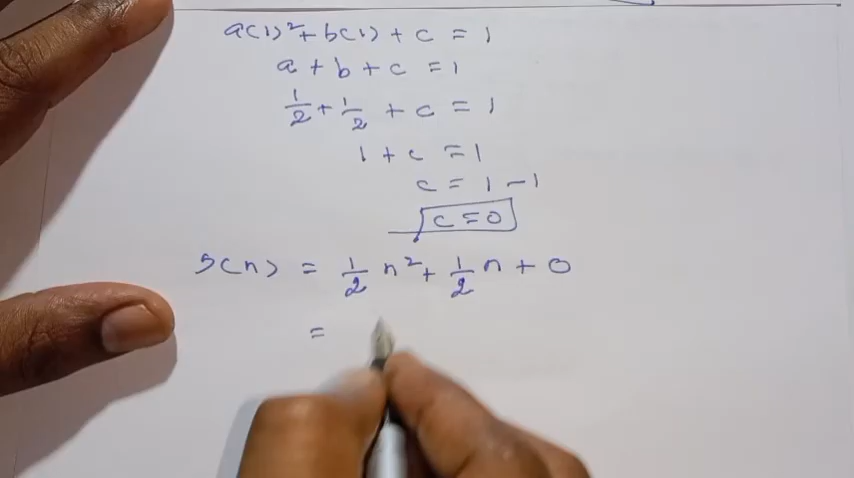 a(1)² + b(1) + c = 1
a + b + c = 1
1/2 + 1/2 + c = 1
1 + c = 1
c = 1 - 1
c = 0
S(n) = 1/2 n² + 1/2 n + 0
=